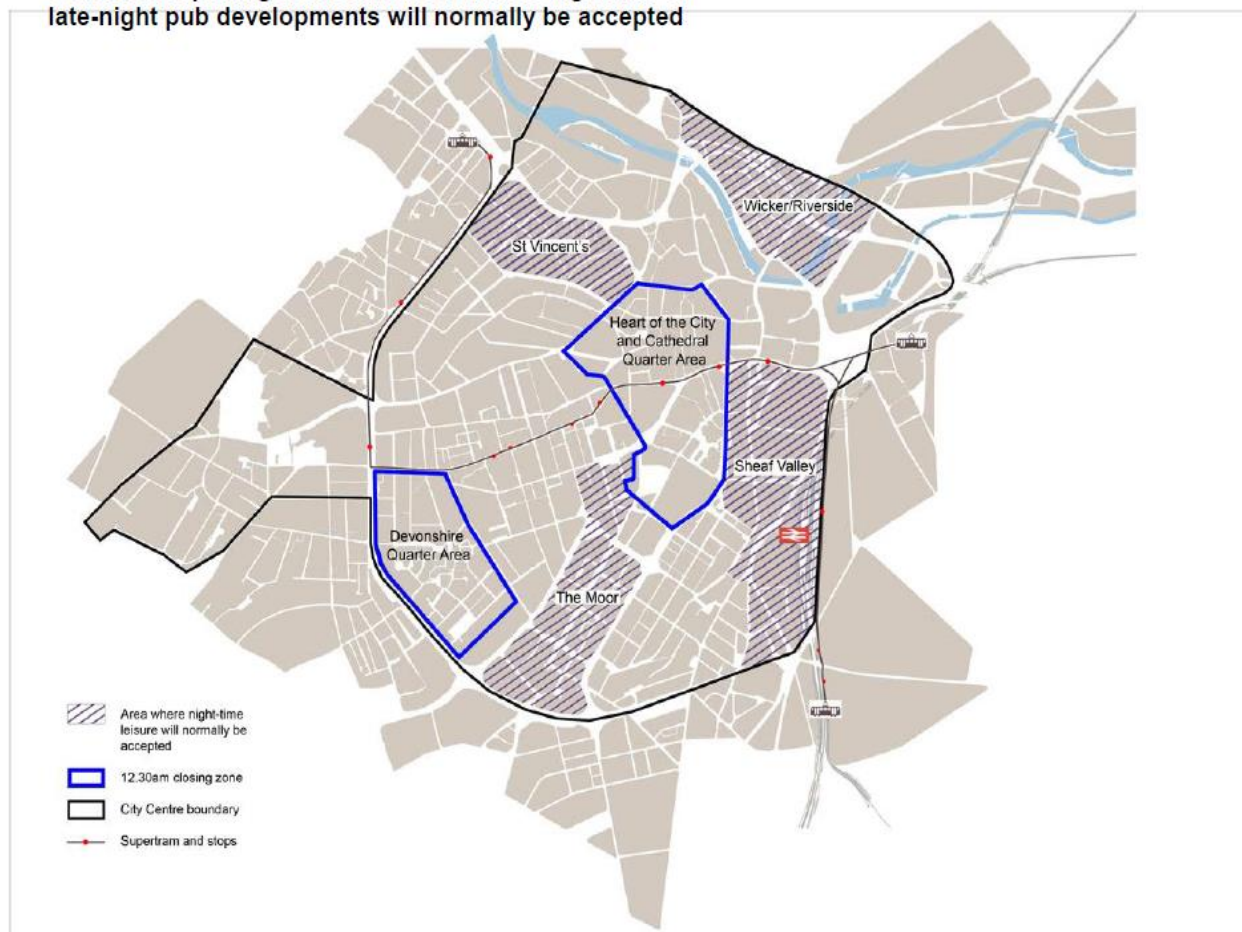 late-night pub developments will normally be accepted
Wicker/Riverside
St Vincent's
Heart of the City
and Cathedral
Quarter Area
Sheaf Valley
Devonshire
Quarter Area
The Moor
Area where night-time
leisure will normally be
accepted
12.30am closing zone
City Centre boundary
Supertram and stops